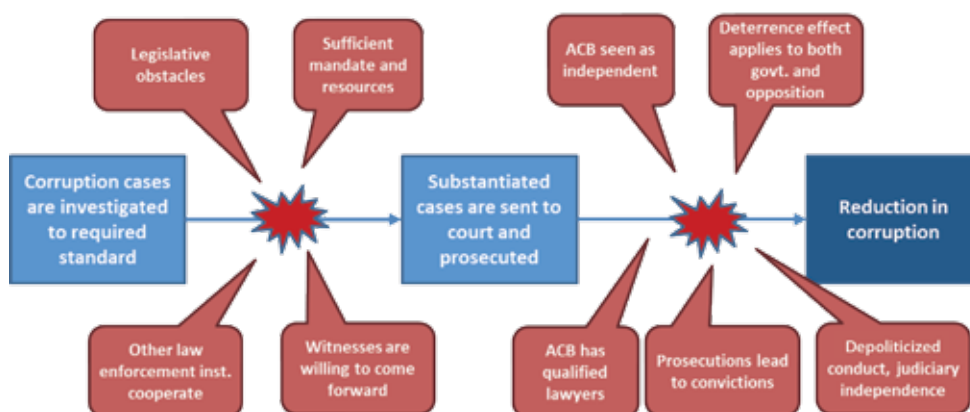 Legislative
obstacles
Sufficient
mandate and
resources
ACB seen as
independent
Deterrence effect
applies to both
govt. and
opposition
Corruption cases
are investigated
to required
standard
Substantiated
cases are sent to
court and
prosecuted
Reduction in
corruption
Other law
enforcement inst.
cooperate
Witnesses are
willing to come
forward
ACB has
qualified
lawyers
Prosecutions lead
to convictions
Depoliticized
conduct, judiciary
independence